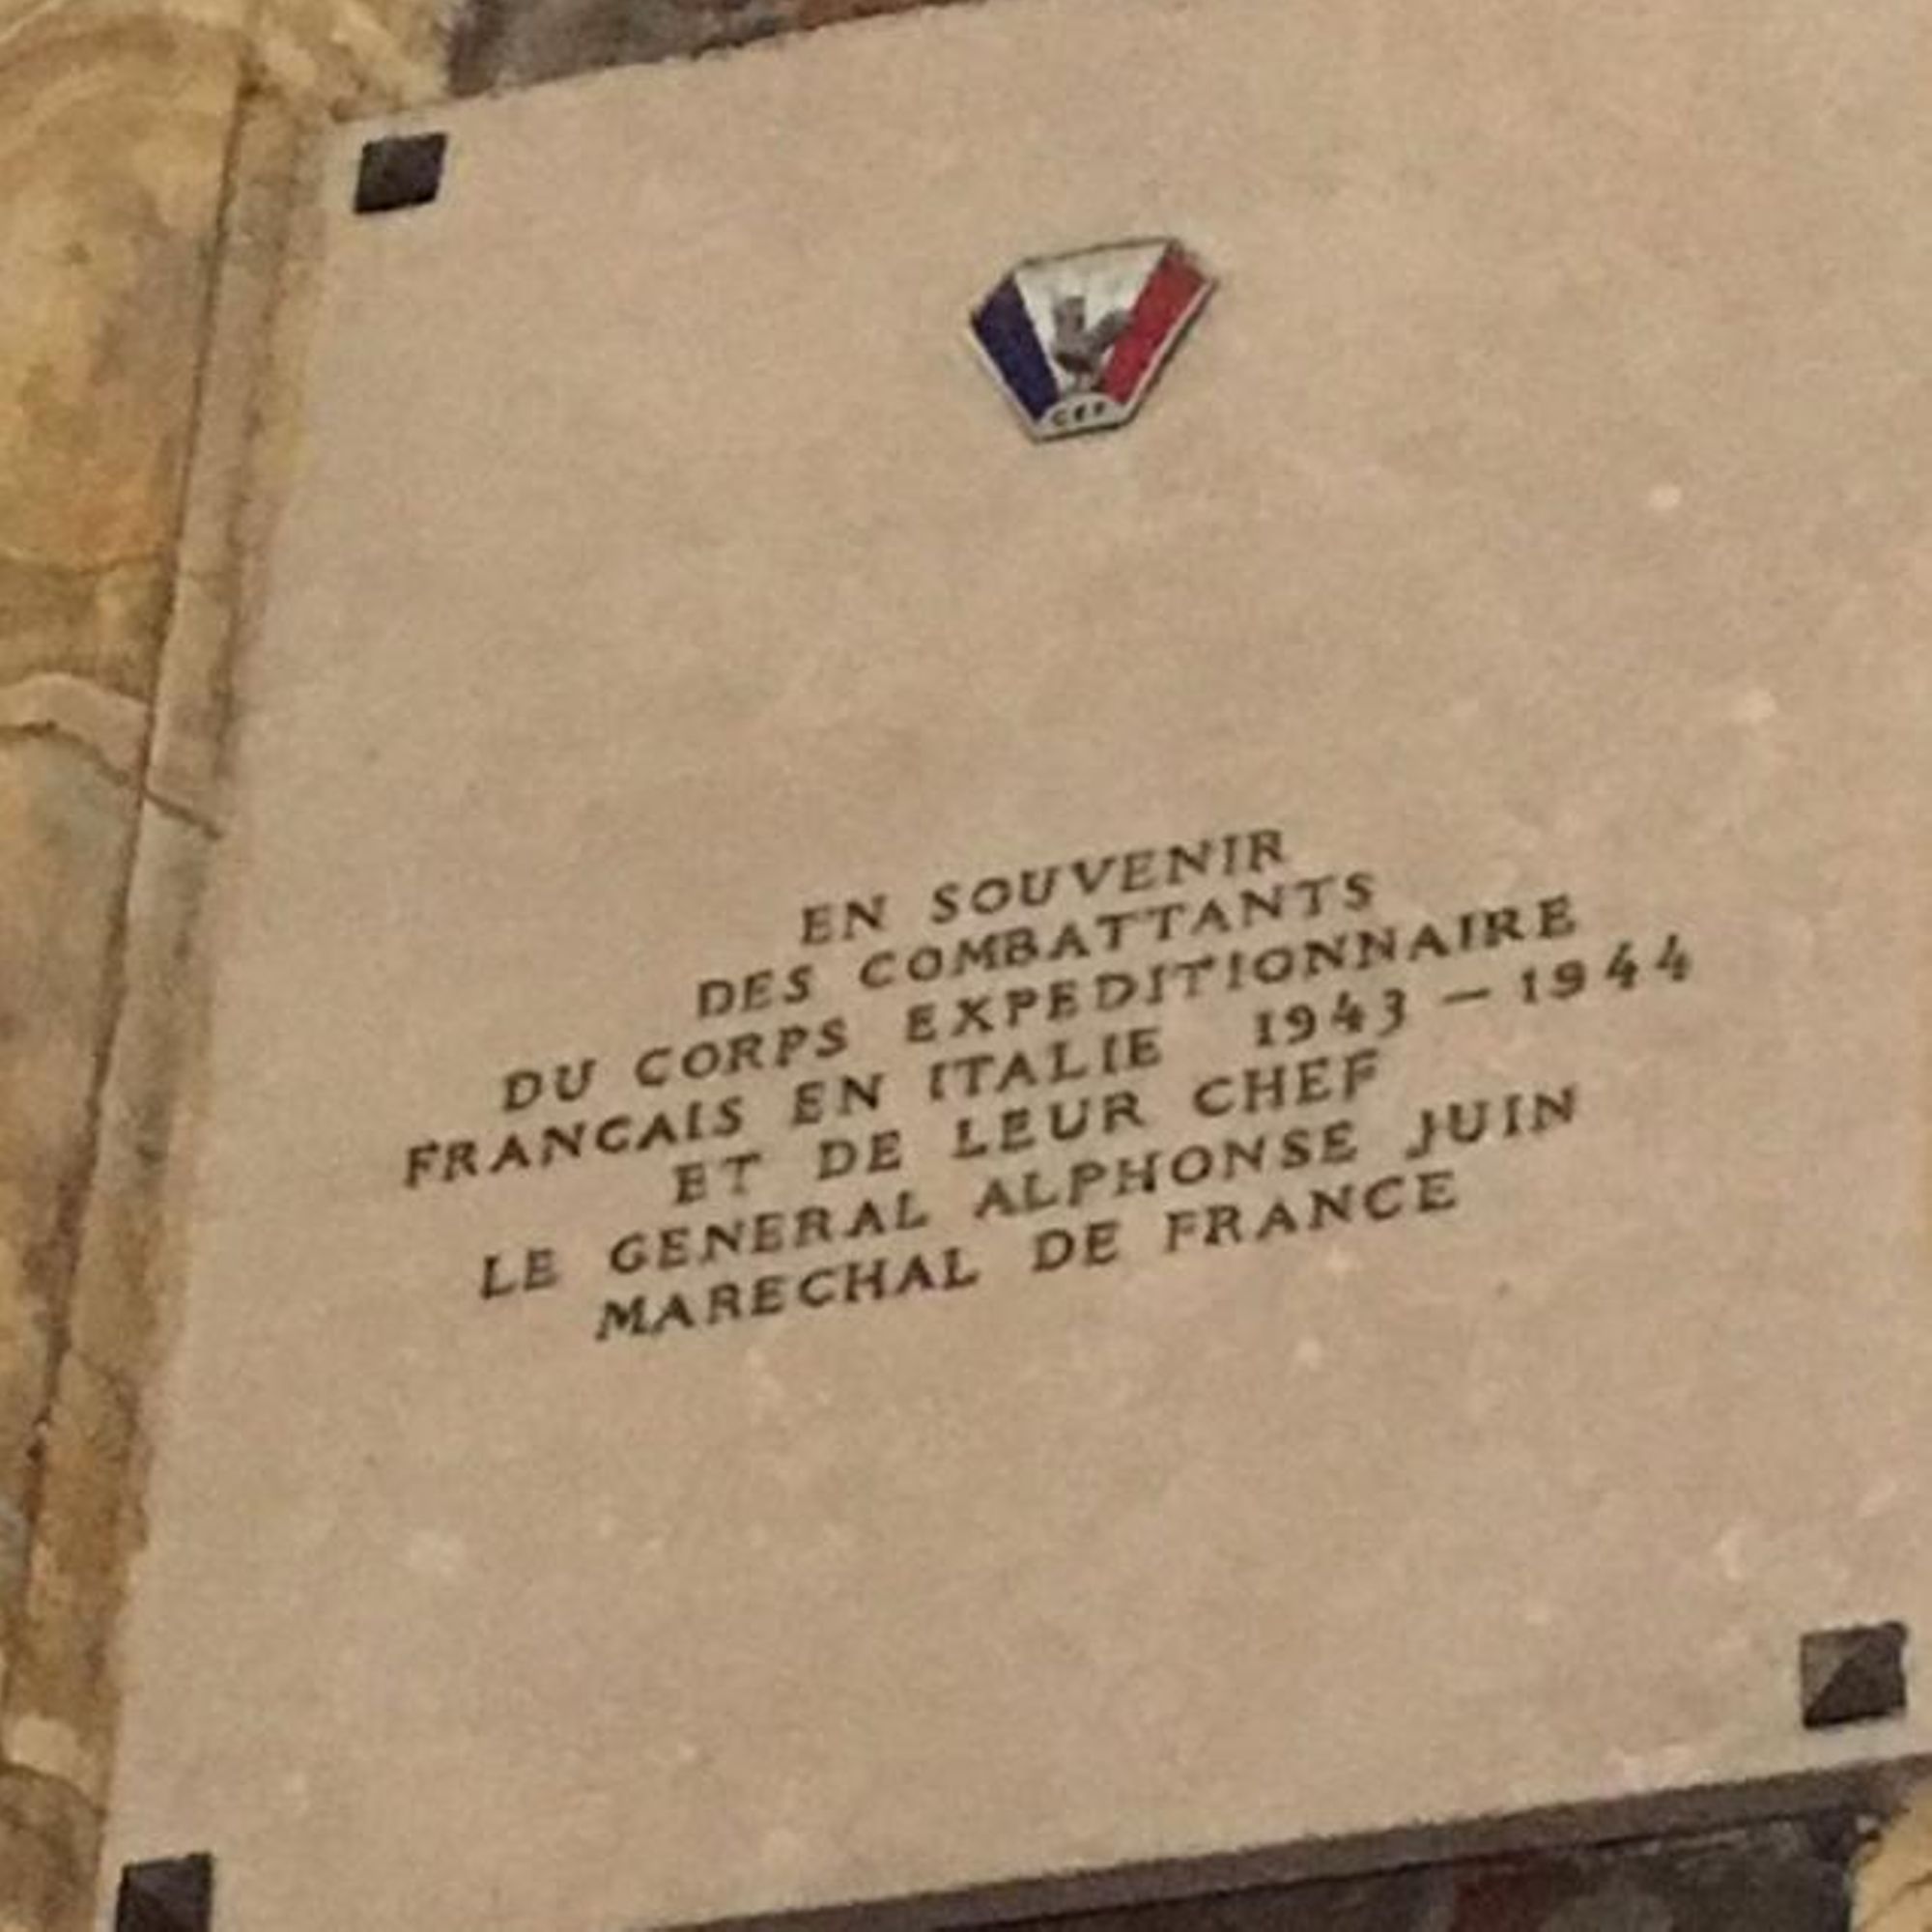 CEF
EN SOUVENIR
DES COMBATTANTS
DU CORPS EXPEDITIONNAIRE
FRANCAIS EN ITALIE 1943 – 1944
ET DE LEUR CHEF
LE GENERAL ALPHONSE JUIN
MARECHAL DE FRANCE